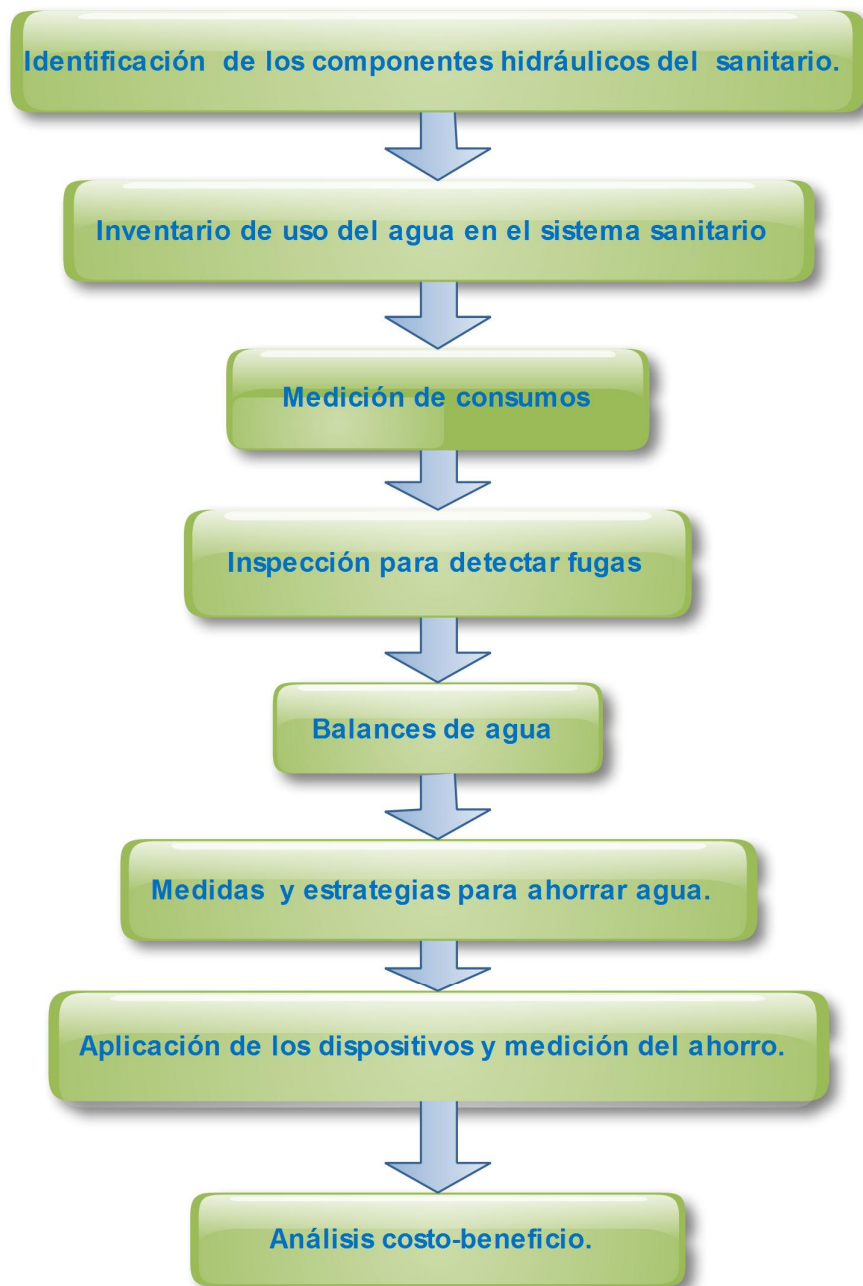 Identificación de los componentes hidráulicos del sanitario.
Inventario de uso del agua en el sistema sanitario
Medición de consumos
Inspección para detectar fugas
Balances de agua
Medidas y estrategias para ahorrar agua.
Aplicación de los dispositivos y medición del ahorro.
Análisis costo-beneficio.